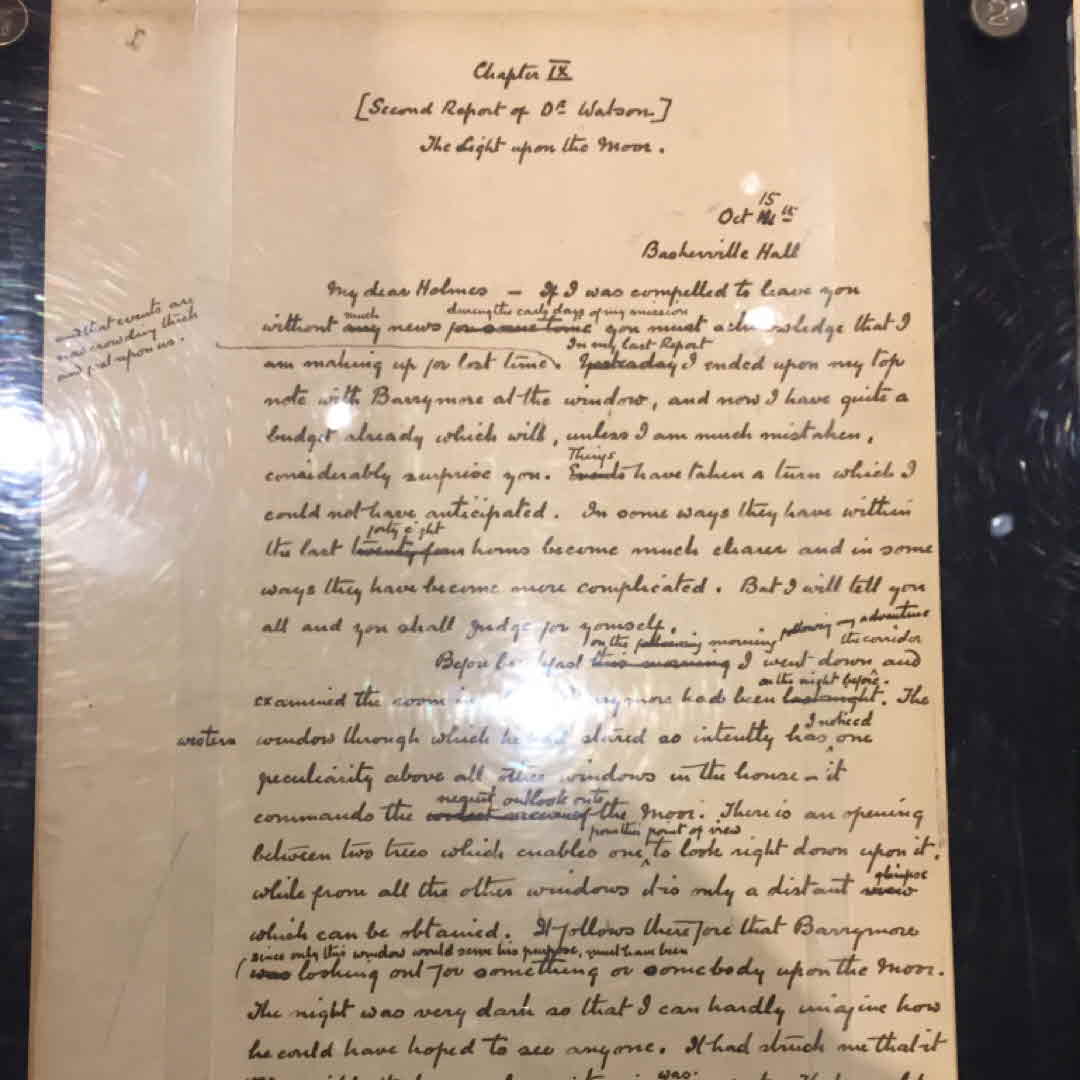 Chapter IX
[Second Report of Dr Watson]
The Light upon the Moor.
15
Oct 14th
Baskerville Hall
My dear Holmes – If I was compelled to leave you
much during the early days of my mission
without any news for some time you must acknowledge that I
and that events are
now crowding thick
and fast upon us.
In my last Report
am making up for lost time. Yesterday I ended upon my top
note with Barrymore at the window, and now I have quite a
budget already which will, unless I am much mistaken,
Things
considerably surprise you. Events have taken a turn which I
could not have anticipated. In some ways they have within
forty eight
the last twenty four hours become much clearer and in some
ways they have become more complicated. But I will tell you
all and you shall judge for yourself.
on the following morning following my adventure
the corridor
Before breakfast this morning I went down and
on the night before.
examined the room in Barrymore had been last night. The
I noticed
western window through which he had stared so intently has one
peculiarity above all other windows in the house – it
nearest outlook onto
commands the of the Moor. There is an opening
from this point of view
between two trees which enables one to look right down upon it,
glimpse
while from all the other windows it is only a distant view
which can be obtained. It follows therefore that Barrymore
since only this window would serve his purpose, must have been
(was looking out for something or somebody upon the Moor.
The night was very dark so that I can hardly imagine how
he could have hoped to see anyone. It had struck me that it
was